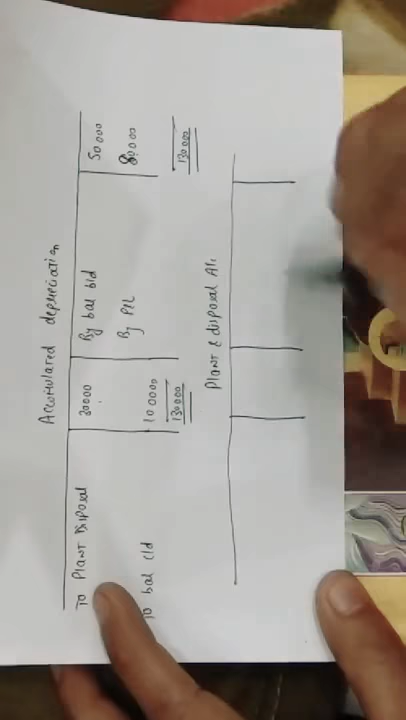 Accumulated depreciation
To Plant Disposal 30000 By bal b/d 50000
By P/L 80000
To bal c/d 100000
130000 130000
Plant & disposal A/c